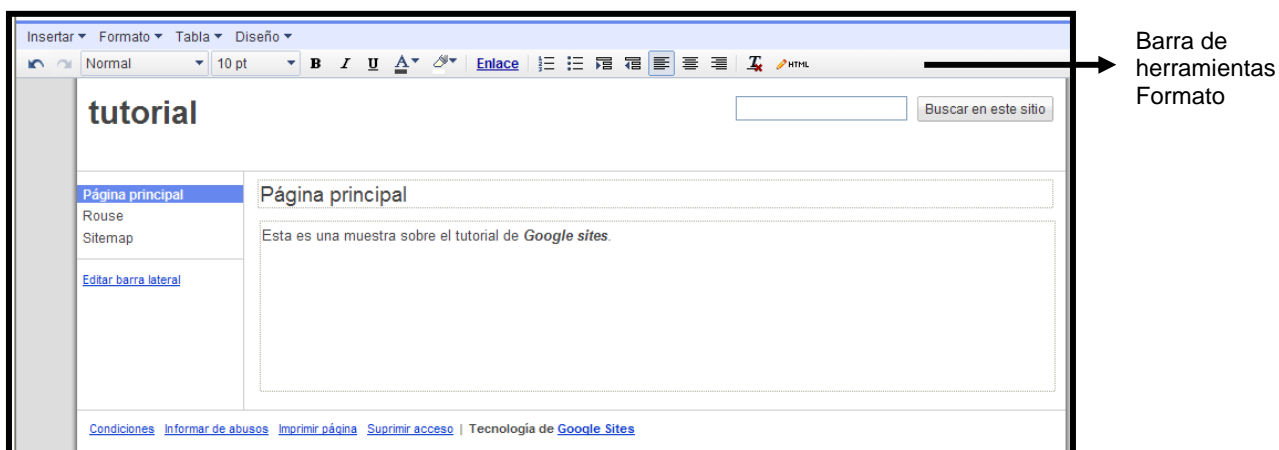 Insertar Formato Tabla Diseño
Normal 10 pt B I U A Enlace HTML
Barra de
herramientas
Formato
tutorial
Buscar en este sitio
Página principal
Rouse
Sitemap
Editar barra lateral
Página principal
Esta es una muestra sobre el tutorial de Google sites.
Condiciones Informar de abusos Imprimir página Suprimir acceso | Tecnología de Google Sites